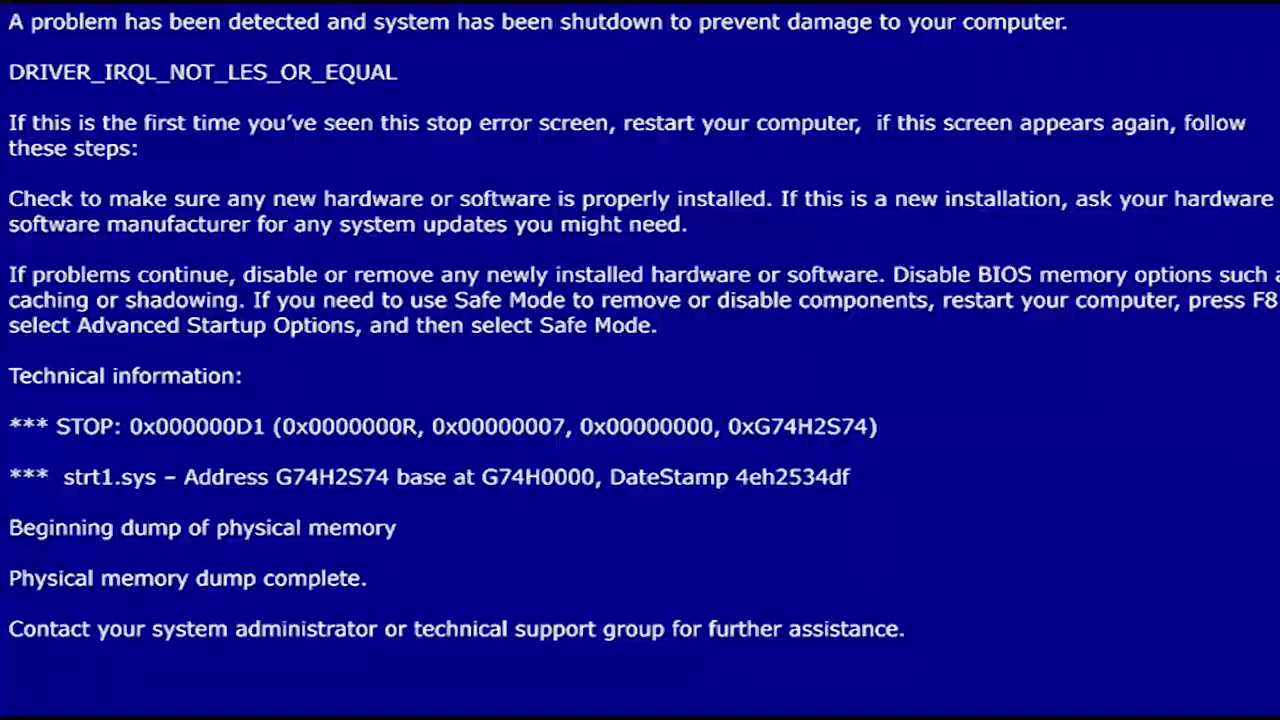 A problem has been detected and system has been shutdown to prevent damage to your computer.
DRIVER_IRQL_NOT_LES_OR_EQUAL
If this is the first time you've seen this stop error screen, restart your computer,  if this screen appears again, follow
these steps:
Check to make sure any new hardware or software is properly installed. If this is a new installation, ask your hardware
software manufacturer for any system updates you might need.
If problems continue, disable or remove any newly installed hardware or software. Disable BIOS memory options such a
caching or shadowing. If you need to use Safe Mode to remove or disable components, restart your computer, press F8
select Advanced Startup Options, and then select Safe Mode.
Technical information:
*** STOP: 0x000000D1 (0x0000000R, 0x00000007, 0x00000000, 0xG74H2S74)
***  strt1.sys – Address G74H2S74 base at G74H0000, DateStamp 4eh2534df
Beginning dump of physical memory
Physical memory dump complete.
Contact your system administrator or technical support group for further assistance.